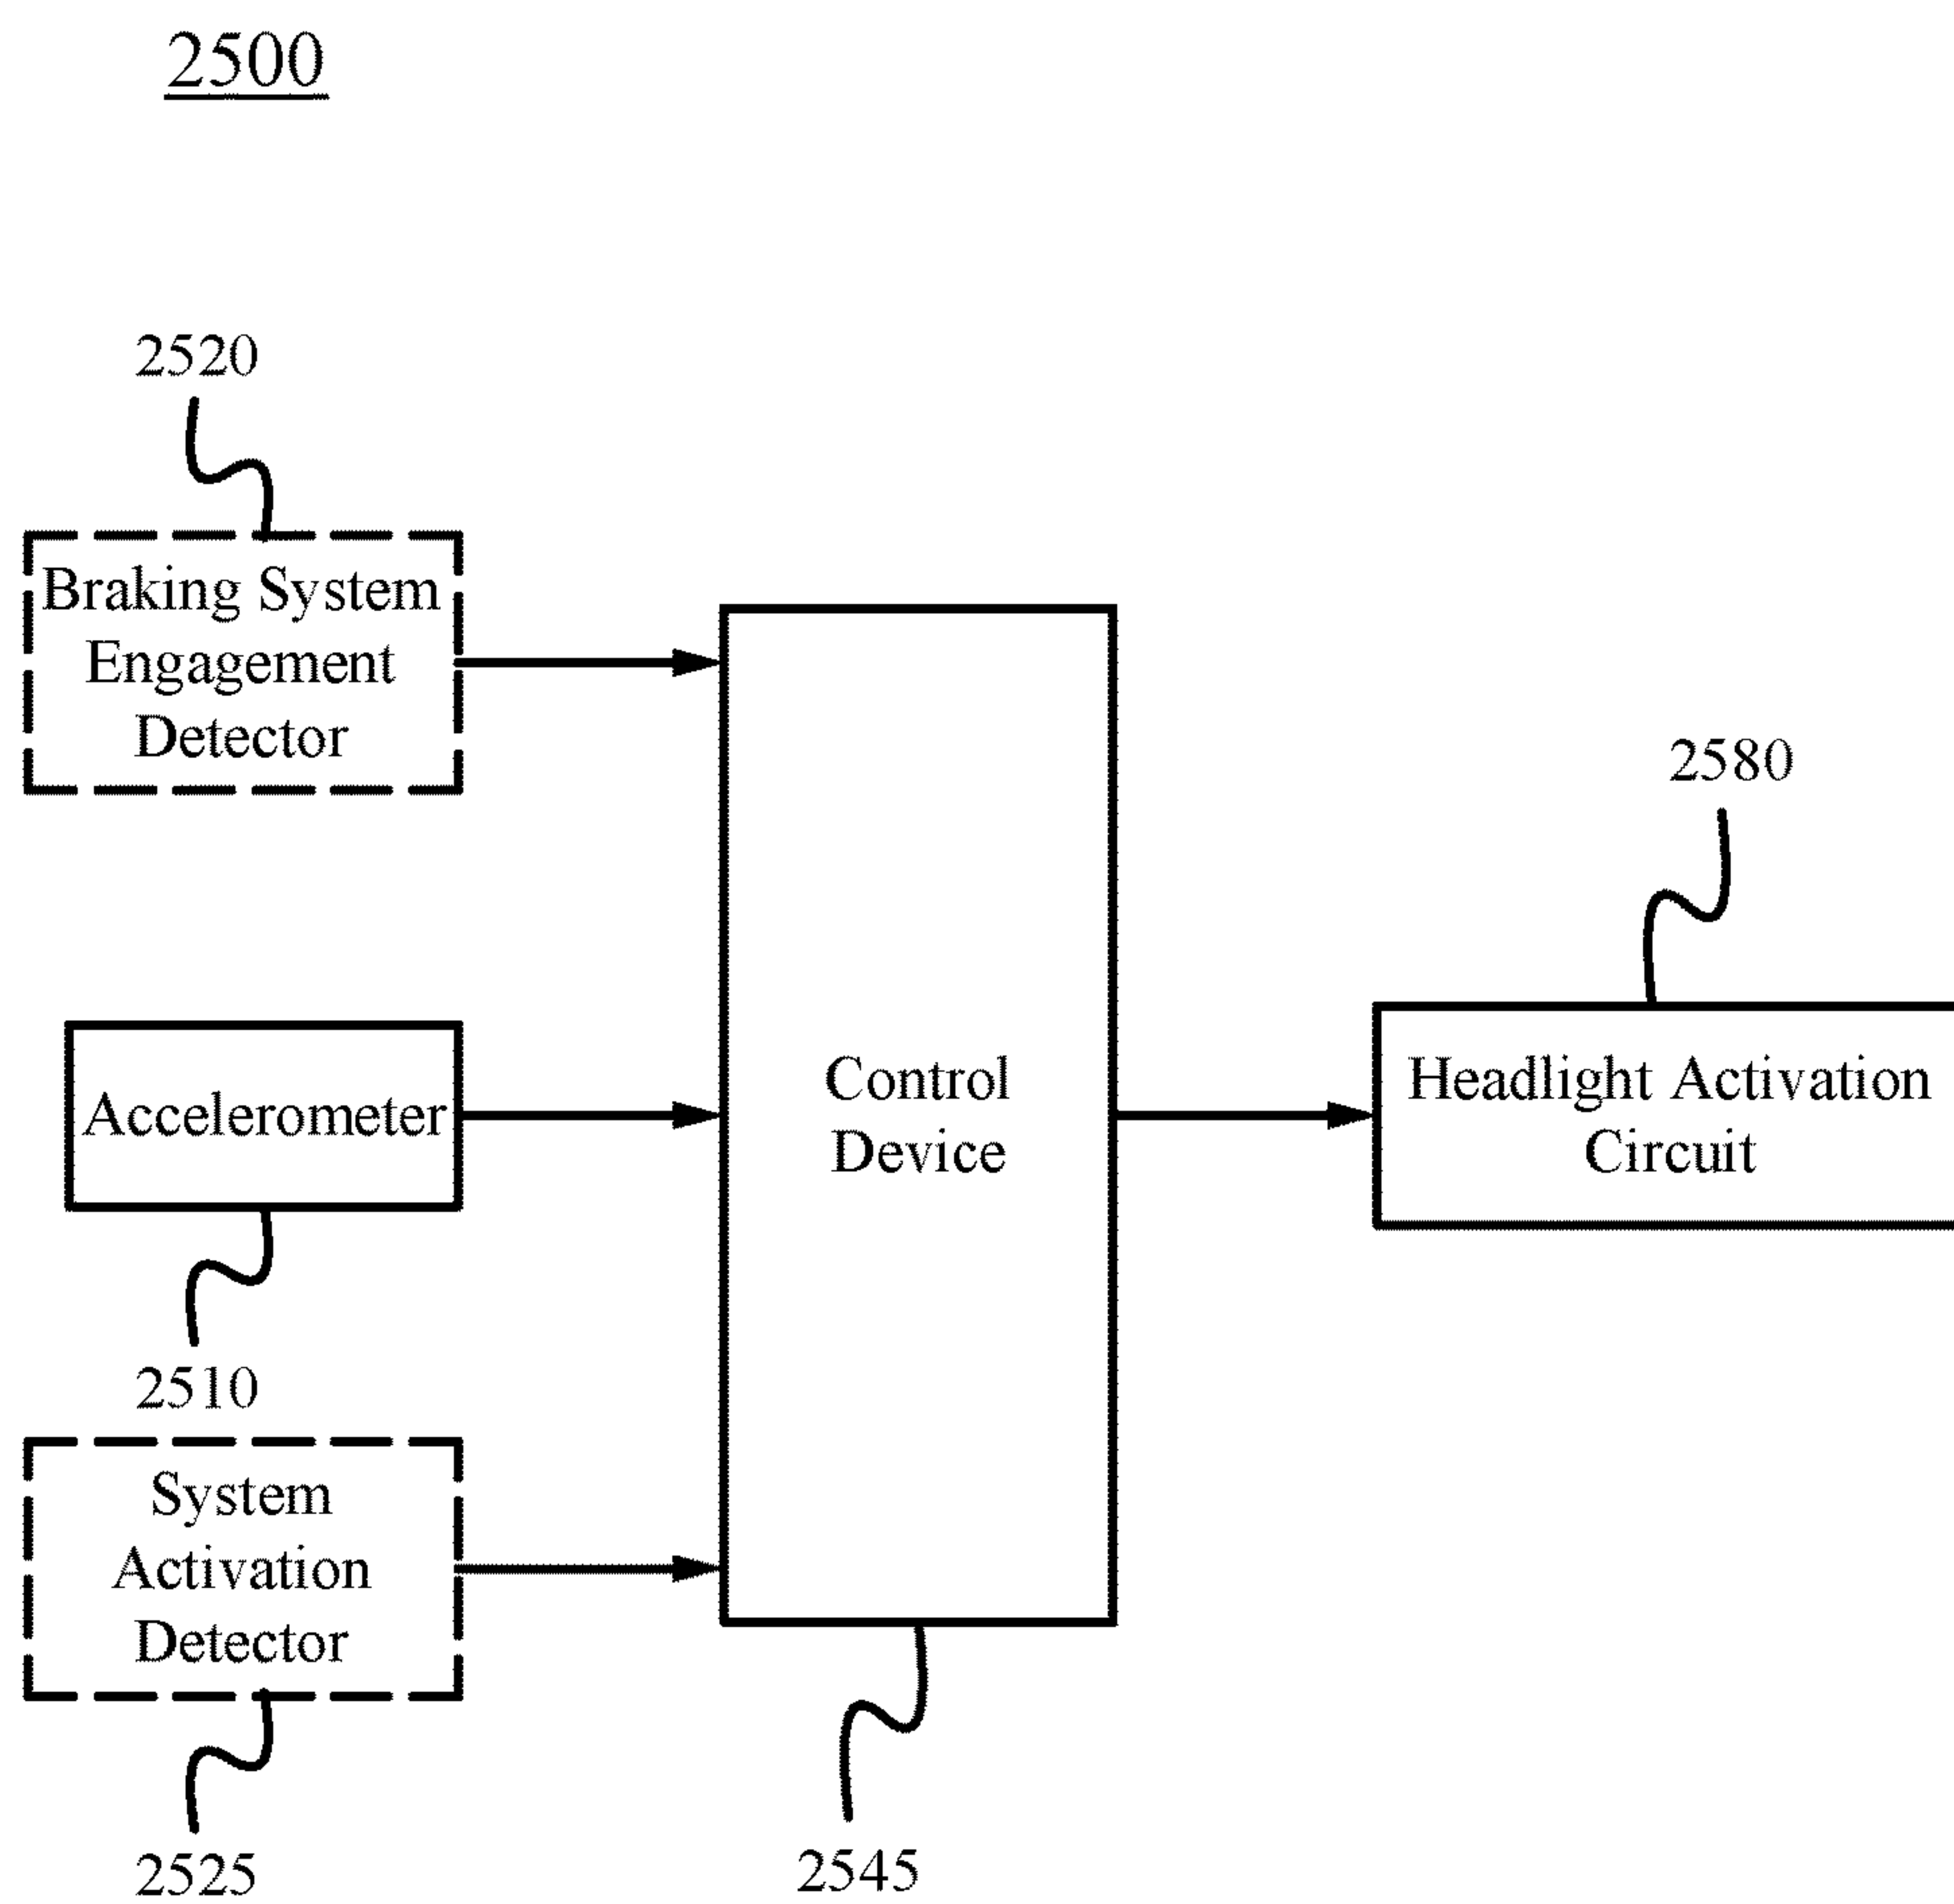 2500
2520
Braking System
Engagement
Detector
2580
Accelerometer
Control
Device
Headlight Activation
Circuit
2510
System
Activation
Detector
2525
2545